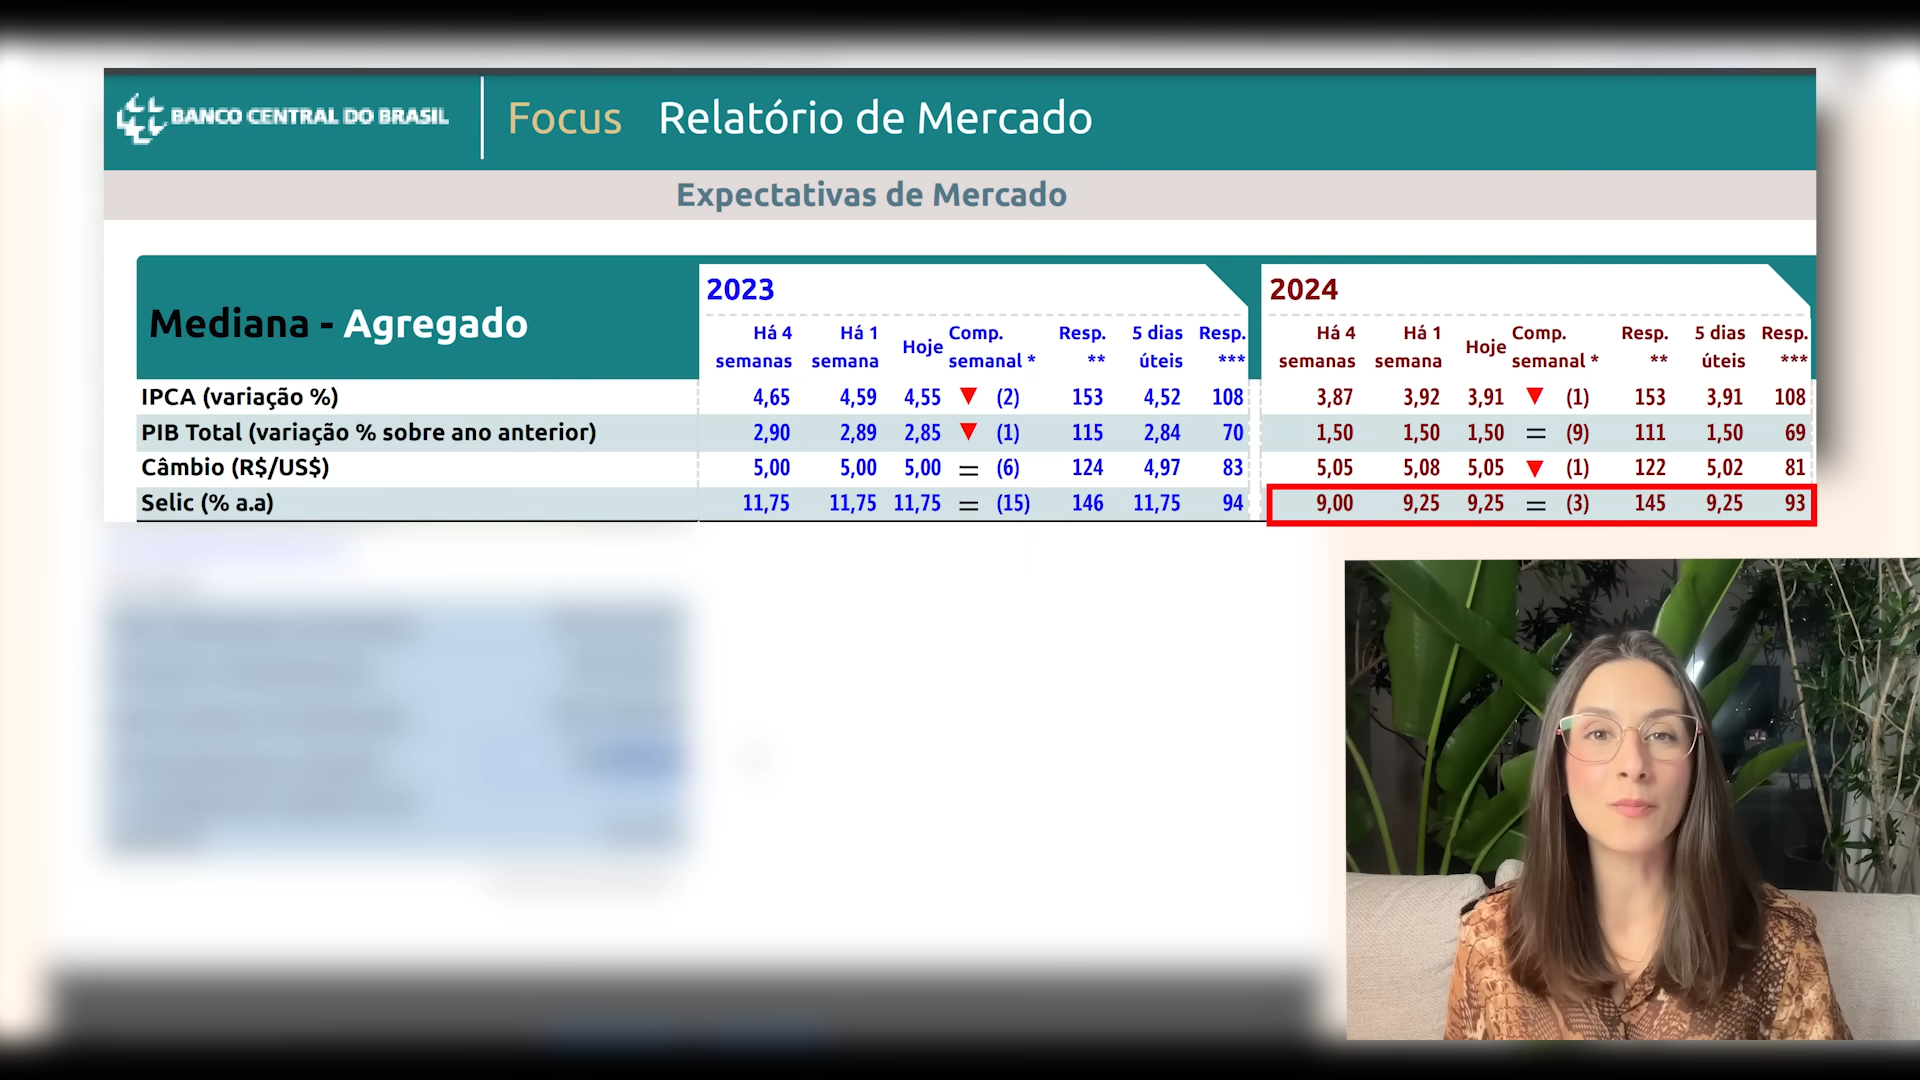 BANCO CENTRAL DO BRASIL
Focus Relatório de Mercado
Expectativas de Mercado
Mediana - Agregado
2023 2024
Há 4 semanas Há 1 semana Hoje Comp. semanal * Resp. ** 5 dias úteis Resp. *** Há 4 semanas Há 1 semana Hoje Comp. semanal * Resp. ** 5 dias úteis Resp. ***
IPCA (variação %) 4,65 4,59 4,55 ▼ (2) 153 4,52 108 3,87 3,92 3,91 ▼ (1) 153 3,91 108
PIB Total (variação % sobre ano anterior) 2,90 2,89 2,85 ▼ (1) 115 2,84 70 1,50 1,50 1,50 = (9) 111 1,50 69
Câmbio (R$/US$) 5,00 5,00 5,00 = (6) 124 4,97 83 5,05 5,08 5,05 ▼ (1) 122 5,02 81
Selic (% a.a) 11,75 11,75 11,75 = (15) 146 11,75 94 9,00 9,25 9,25 = (3) 145 9,25 93